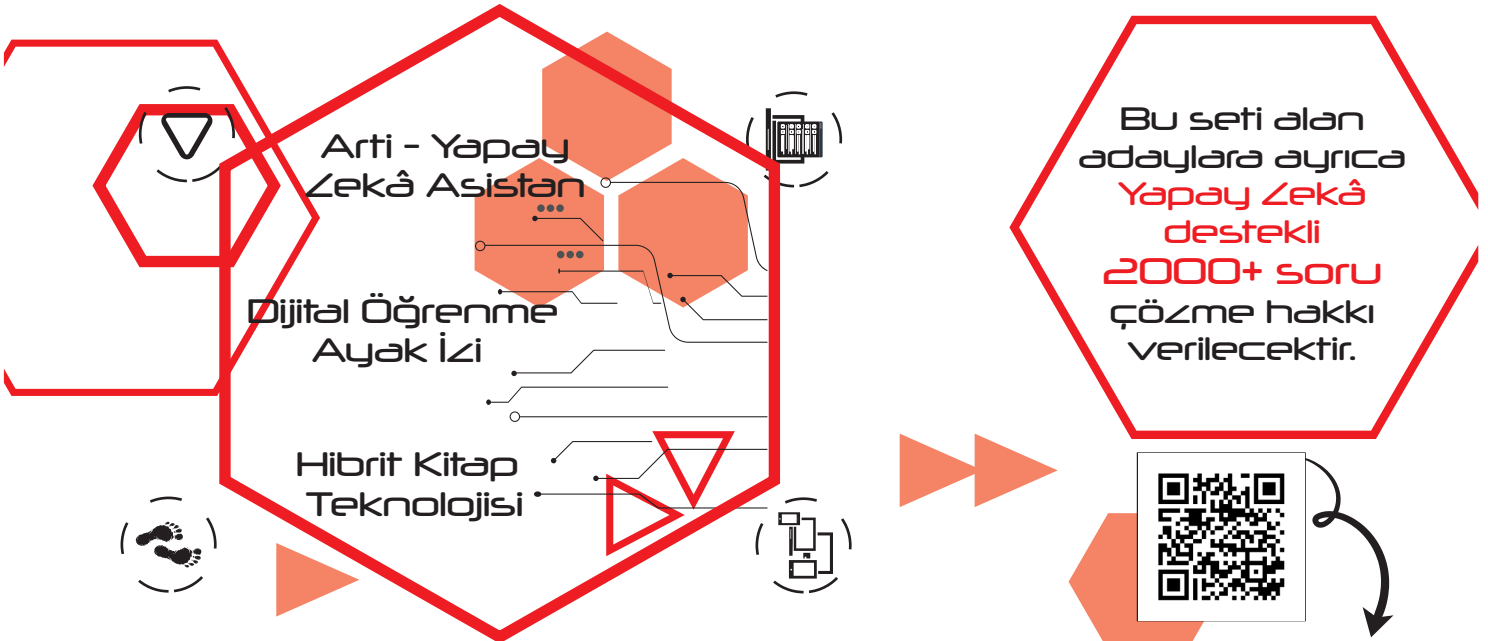 Arti - Yapay
Zekâ Asistan
Dijital Öğrenme
Ayak İzi
Hibrit Kitap
Teknolojisi
Bu seti alan
adaylara ayrıca
Yapay Zekâ
destekli
2000+ soru
çözme hakkı
verilecektir.